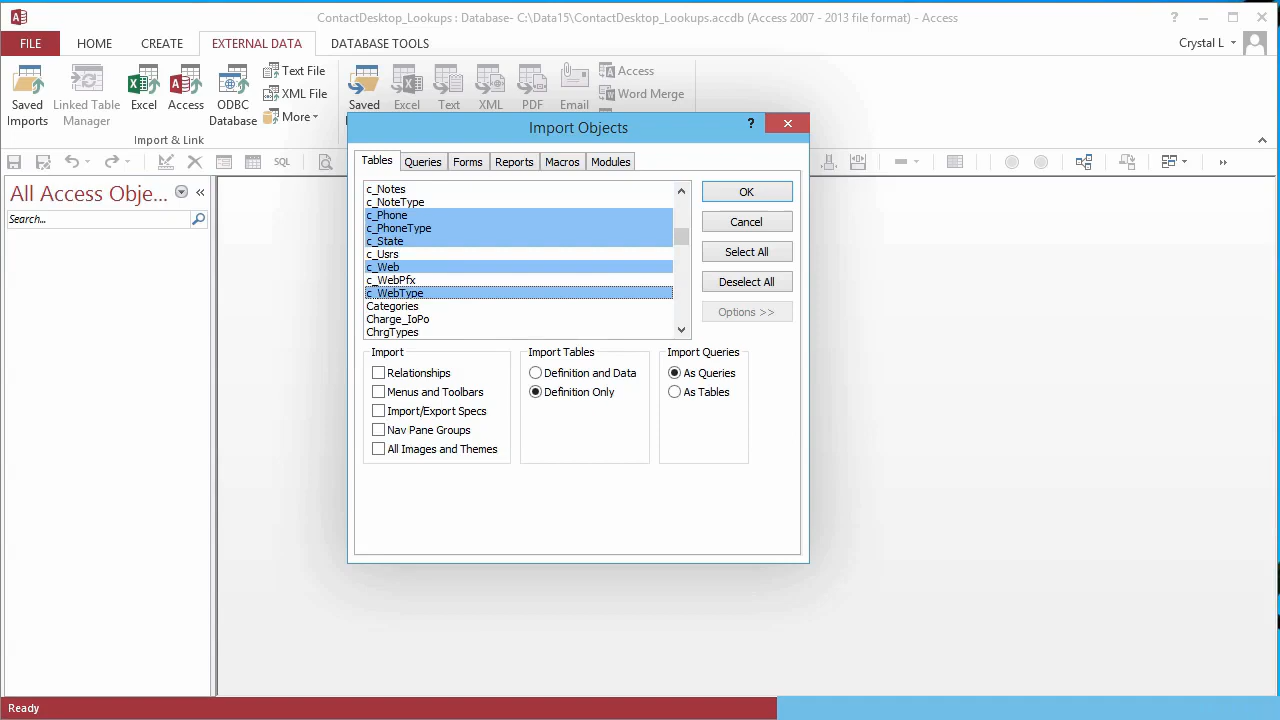 ContactDesktop_Lookups : Database- C:\Data15\ContactDesktop_Lookups.accdb (Access 2007 - 2013 file format) - Access
?
FILE HOME CREATE EXTERNAL DATA DATABASE TOOLS
Crystal L
Saved Imports
Linked Table Manager
Excel
Access
ODBC Database
Text File
XML File
More
Import & Link
Saved
Excel
Text
XML
PDF
Email
Access
Word Merge
SQL
All Access Obje...
Search...
Import Objects
?
Tables Queries Forms Reports Macros Modules
c_Notes
c_NoteType
c_Phone
c_PhoneType
c_State
c_Usrs
c_Web
c_WebPfx
c_WebType
Categories
Charge_IoPo
ChrgTypes
OK
Cancel
Select All
Deselect All
Options >>
Import
Relationships
Menus and Toolbars
Import/Export Specs
Nav Pane Groups
All Images and Themes
Import Tables
Definition and Data
Definition Only
Import Queries
As Queries
As Tables
Ready